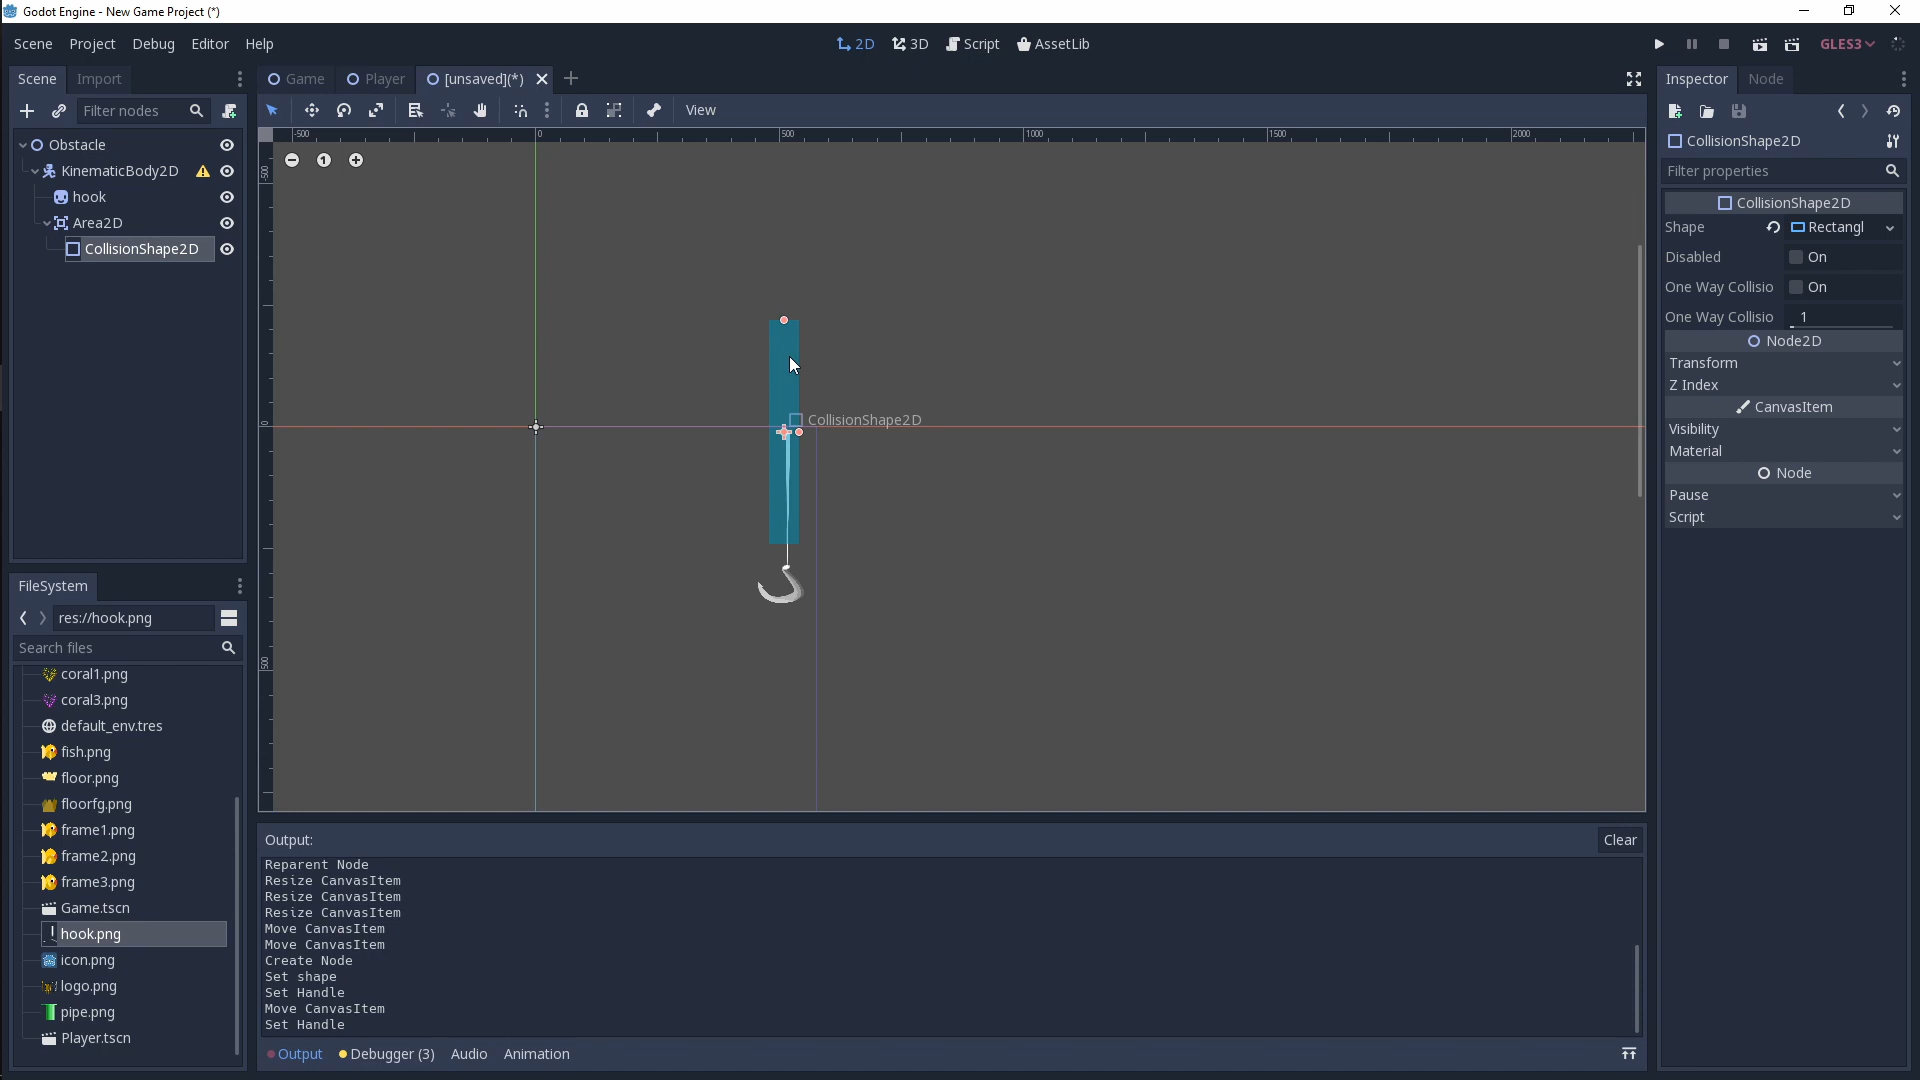 Godot Engine - New Game Project (*)
Scene Project Debug Editor Help
2D 3D Script AssetLib
GLES3
Scene Import
Game Player [unsaved](*)
Inspector Node
Filter nodes
View
Obstacle
KinematicBody2D
hook
Area2D
CollisionShape2D
-500 0 500 1000 1500 2000
-500
0
500
1
CollisionShape2D
CollisionShape2D
Filter properties
CollisionShape2D
Shape Rectangl
Disabled On
One Way Collisio On
One Way Collisio 1
Node2D
Transform
Z Index
CanvasItem
Visibility
Material
Node
Pause
Script
FileSystem
res://hook.png
Search files
coral1.png
coral3.png
default_env.tres
fish.png
floor.png
floorfg.png
frame1.png
frame2.png
frame3.png
Game.tscn
hook.png
icon.png
logo.png
pipe.png
Player.tscn
Output:
Clear
Reparent Node
Resize CanvasItem
Resize CanvasItem
Resize CanvasItem
Move CanvasItem
Move CanvasItem
Create Node
Set shape
Set Handle
Move CanvasItem
Set Handle
Output Debugger (3) Audio Animation